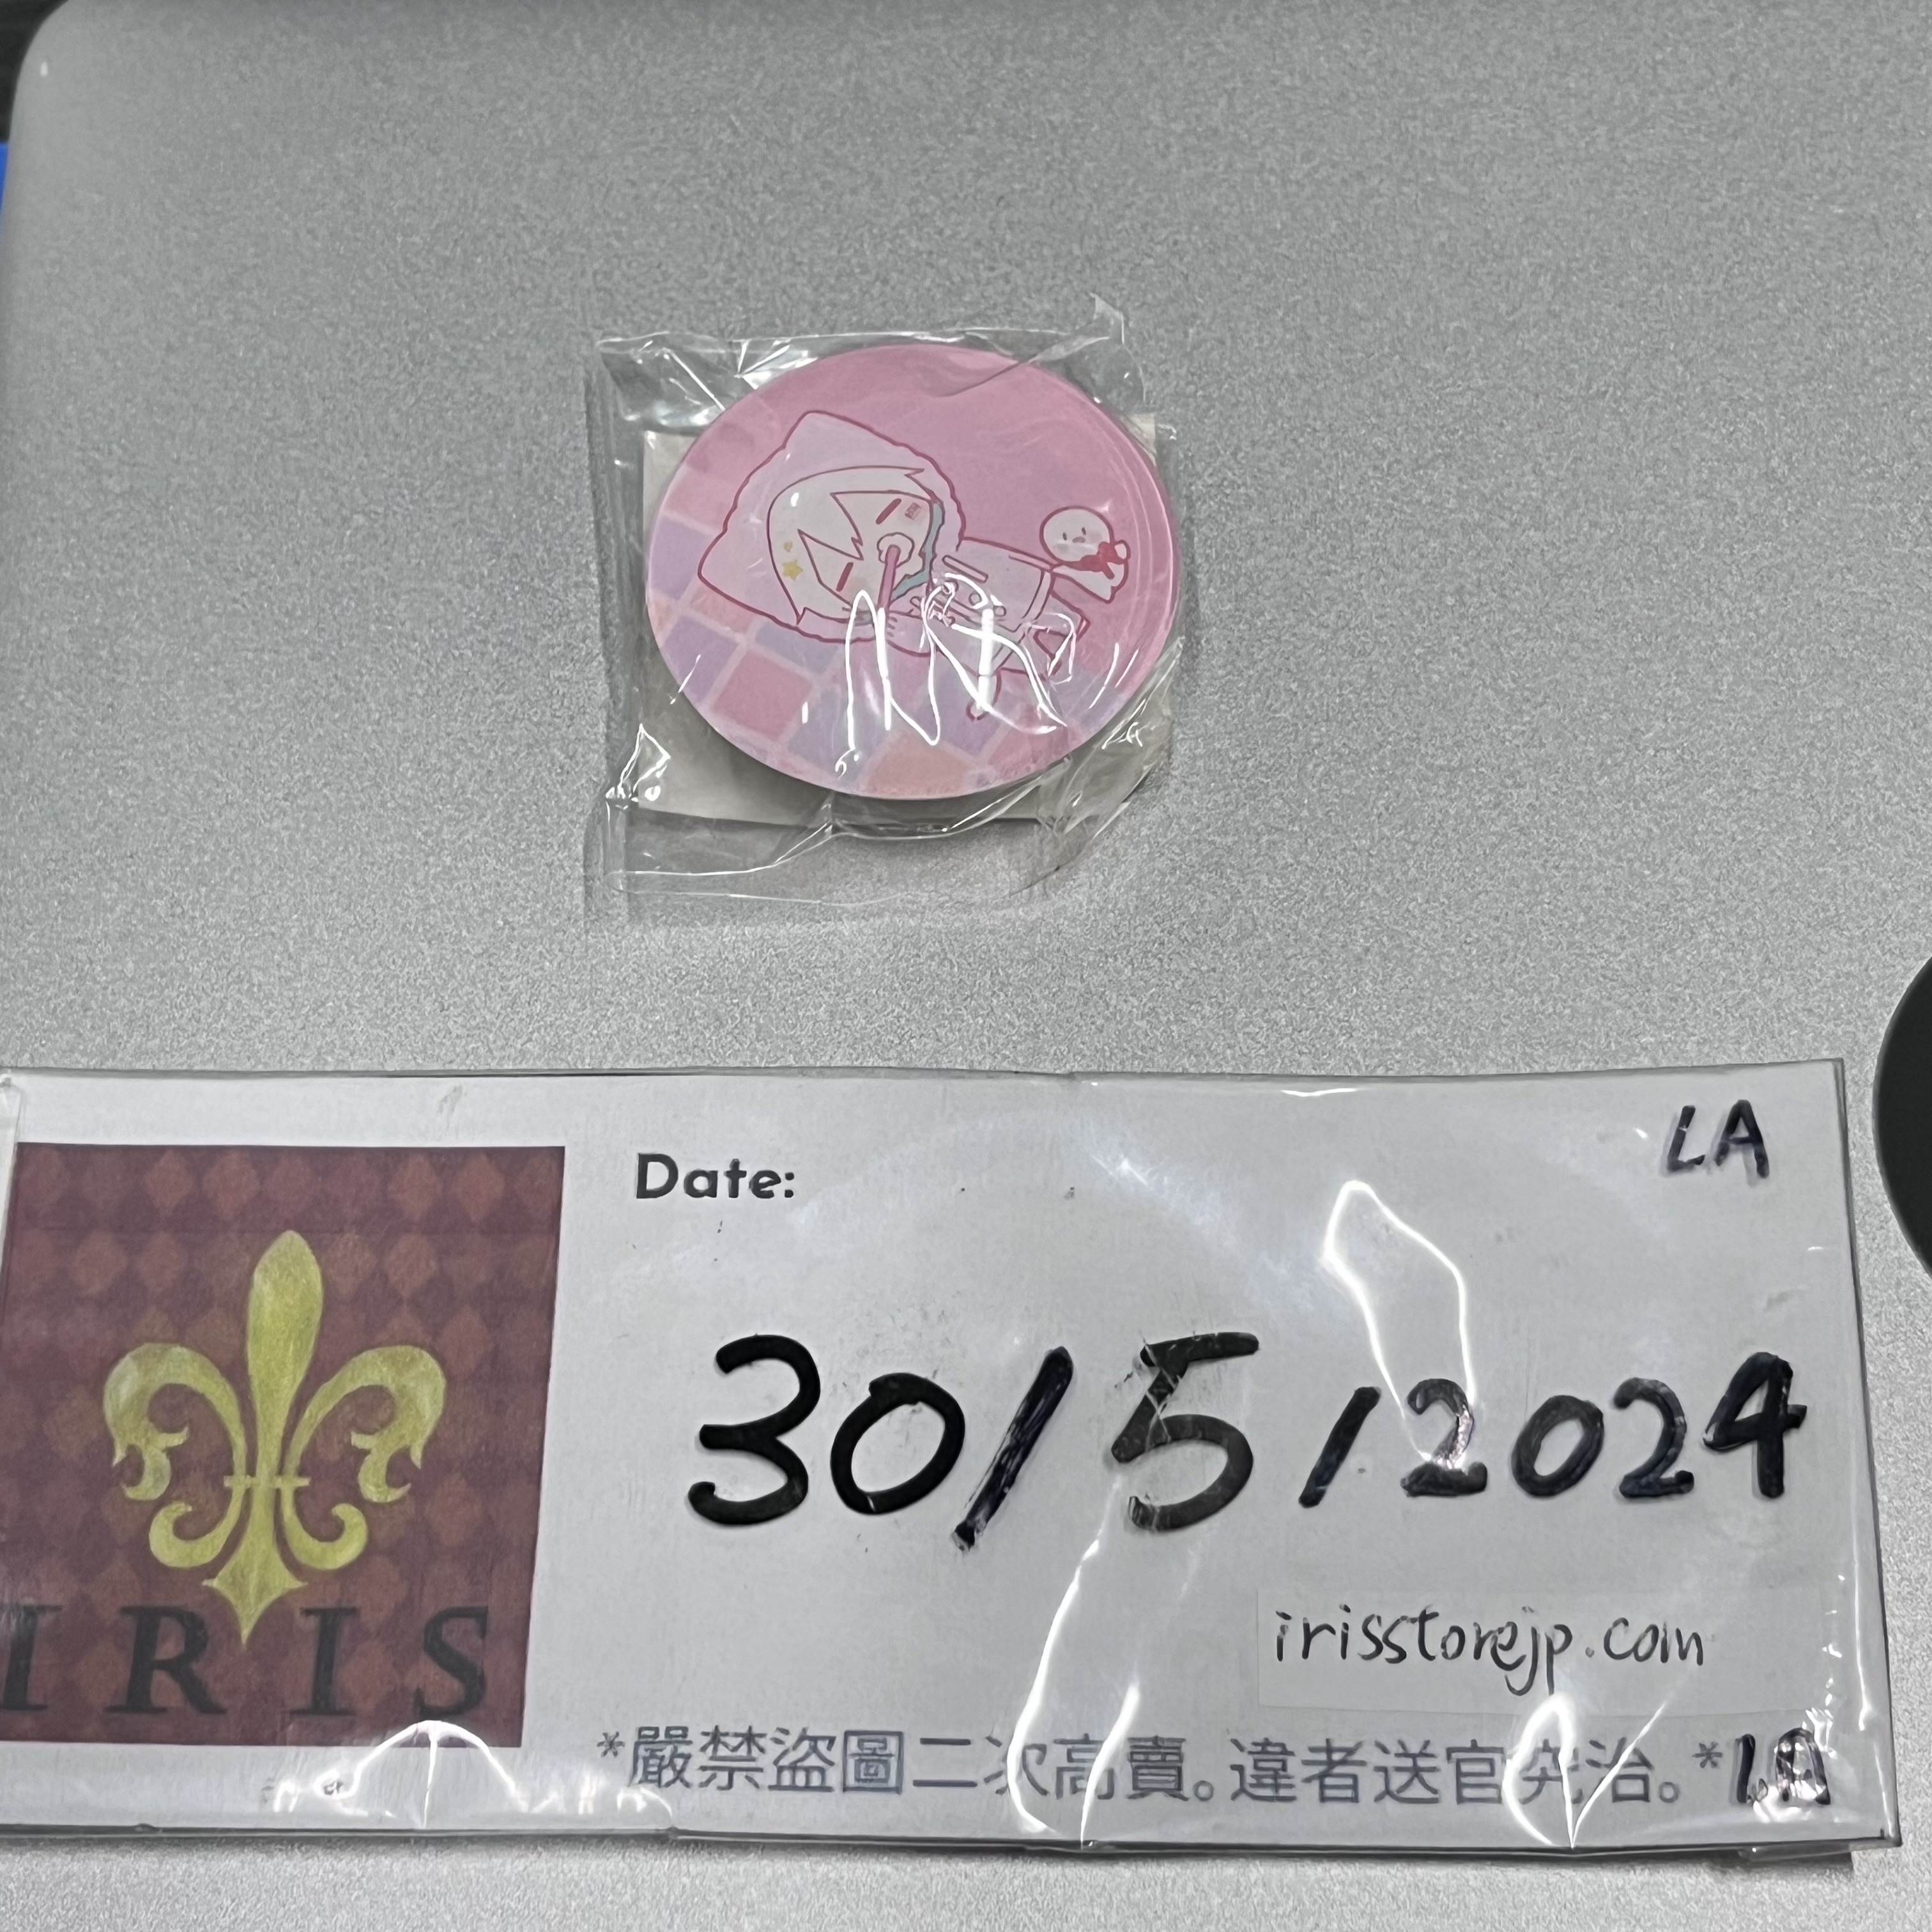 LA
Date:
30/5/2024
IRIS
irisstorejp.com
*嚴禁盜圖二次高賣。違者送官究治。*LA